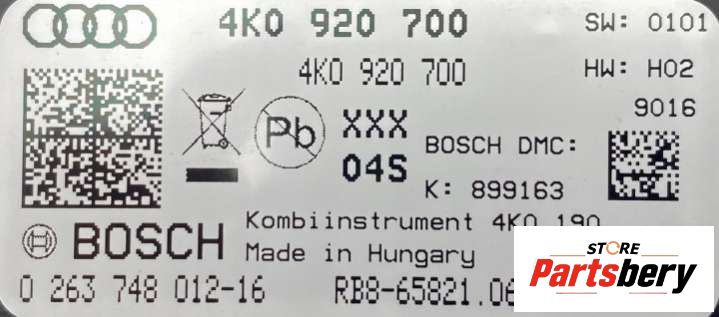 4K0 920 700
SW: 0101
4K0 920 700
HW: H02
9016
Pb
XXX
04S
BOSCH DMC:
K: 899163
Kombiinstrument 4K0 190
BOSCH
Made in Hungary
0 263 748 012-16
RB8-65821.06
STORE
Partsbery